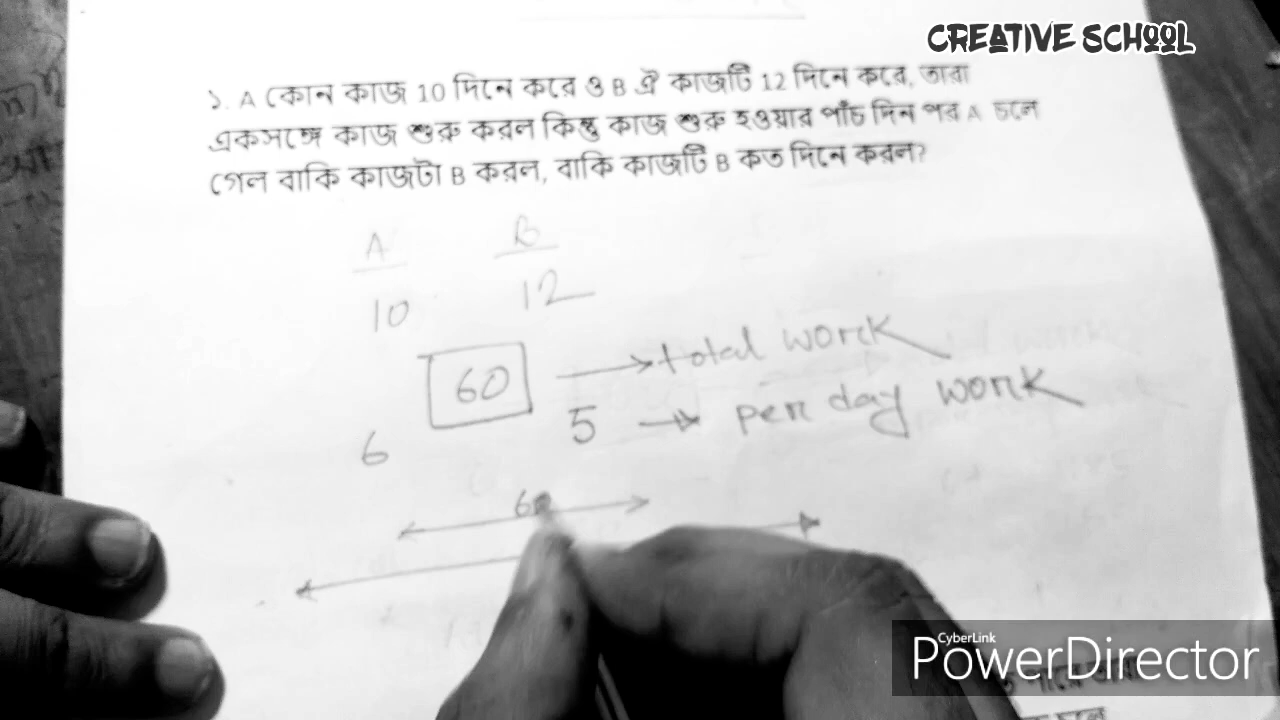 CREATIVE SCHOOL
১. A কোন কাজ 10 দিনে করে ও B ঐ কাজটি 12 দিনে করে, তারা
একসঙ্গে কাজ শুরু করল কিন্তু কাজ শুরু হওয়ার পাঁচ দিন পর A চলে
গেল বাকি কাজটা B করল, বাকি কাজটি B কত দিনে করল?
A B
10 12
60 → total work
6 5 → per day work
CyberLink
PowerDirector